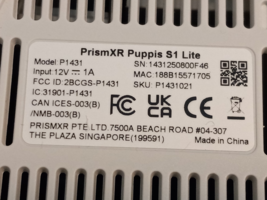 PrismXR Puppis S1 Lite
Model: P1431
SN:1431250800F46
Input:12V ⎓ 1A
MAC 188B15571705
FCC ID:2BCGS-P1431
SKU: P1431021
IC 31901-P1431
CAN ICES-003(B)
/NMB-003(B)
FC CE UK CA
PRISMXR PTE LTD.7500A BEACH ROAD #04-307
THE PLAZA SINGAPORE(199591)
Made in China